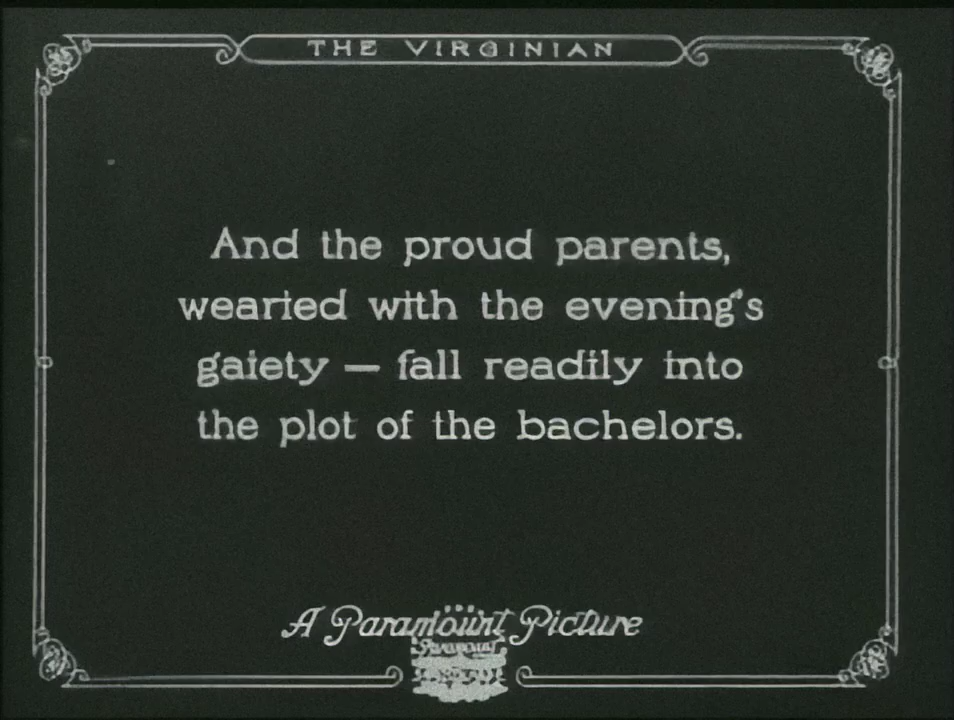 THE VIRGINIAN
And the proud parents,
wearied with the evening's
gaiety — fall readily into
the plot of the bachelors.
A Paramount Picture
Paramount